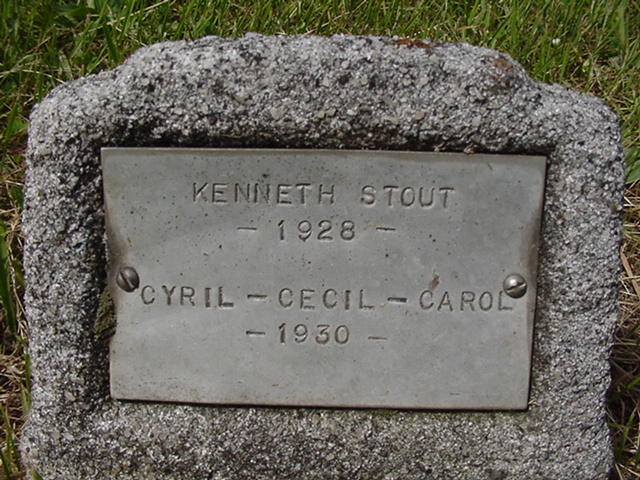 KENNETH STOUT
- 1928 -
CYRIL - CECIL - CAROL
- 1930 -